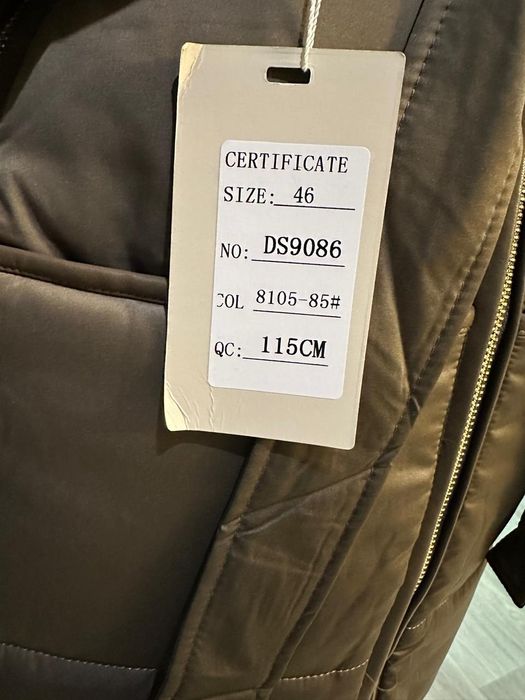 CERTIFICATE
SIZE: 46
NO: DS9086
COL 8105-85#
QC: 115CM